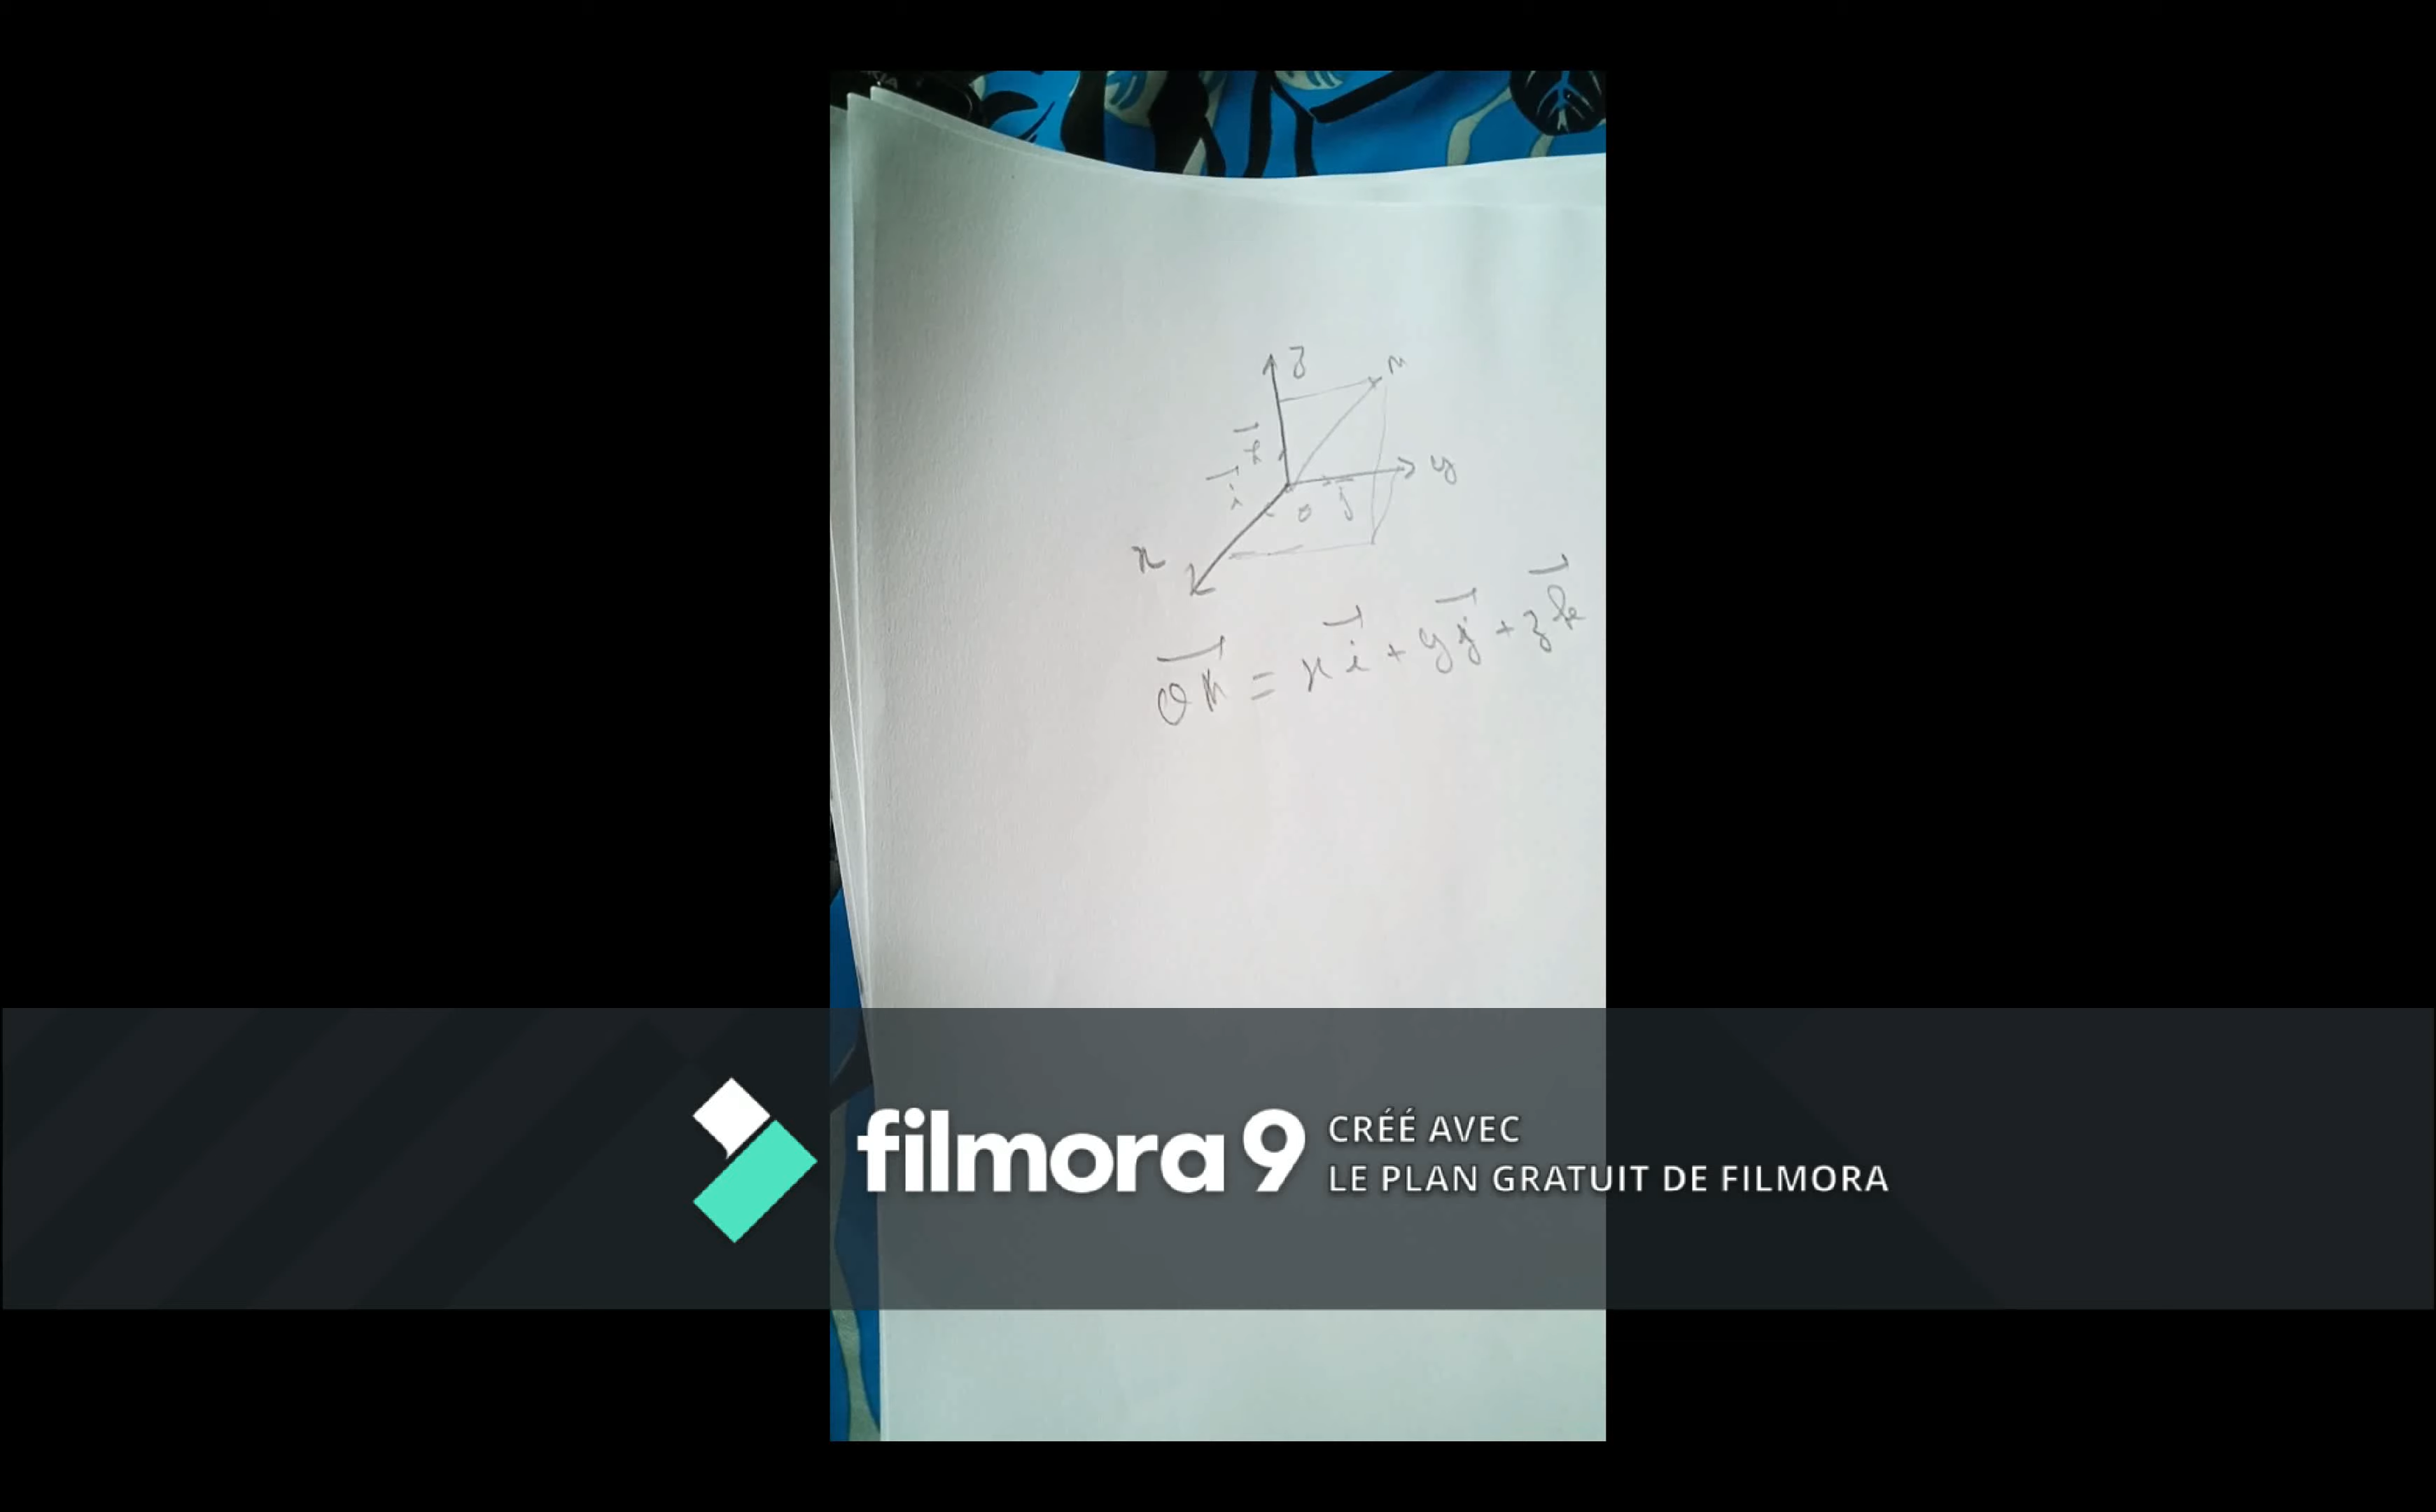 z
M
k
i
y
o j
x
OM = xi + yj + zk
filmora 9
CRÉÉ AVEC
LE PLAN GRATUIT DE FILMORA